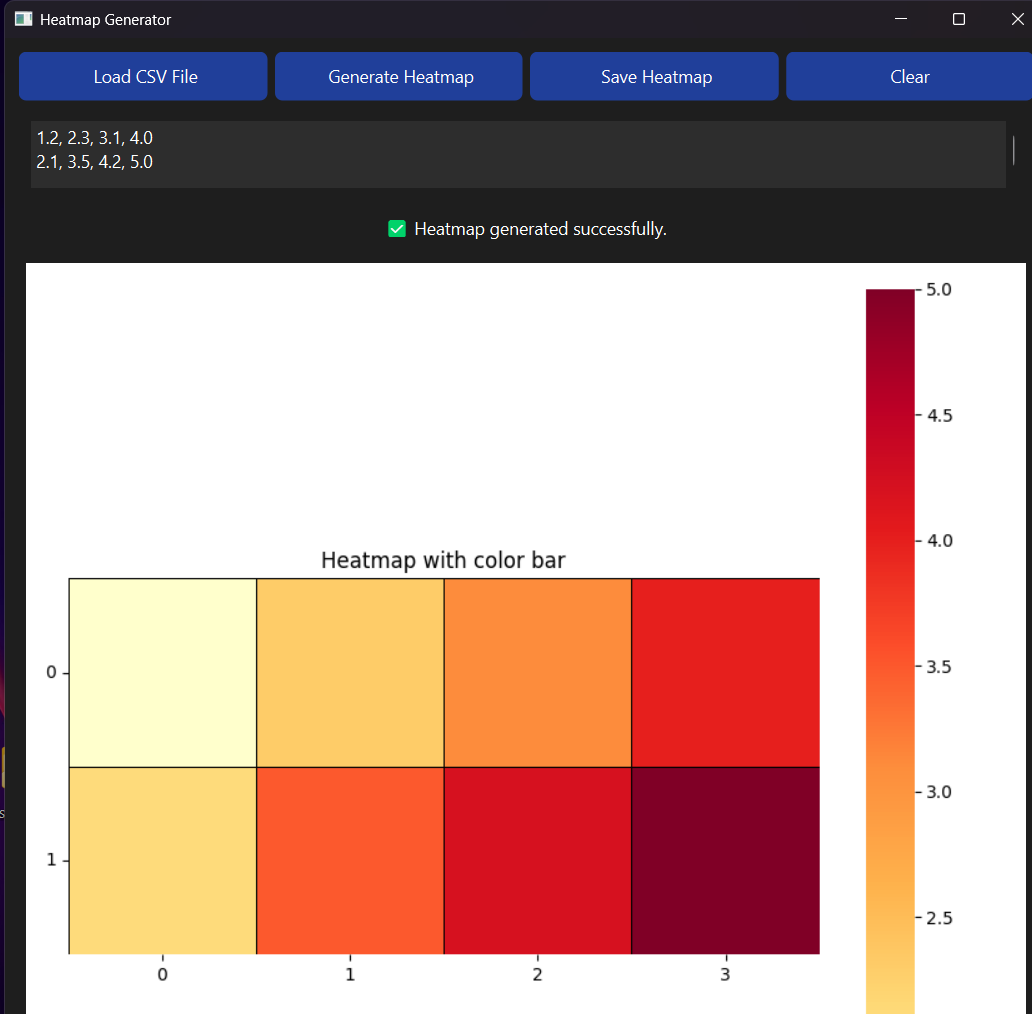 Heatmap Generator
Load CSV File Generate Heatmap Save Heatmap Clear
1.2, 2.3, 3.1, 4.0
2.1, 3.5, 4.2, 5.0
✅ Heatmap generated successfully.
5.0
4.5
4.0
Heatmap with color bar
3.5
0
3.0
1
2.5
0 1 2 3